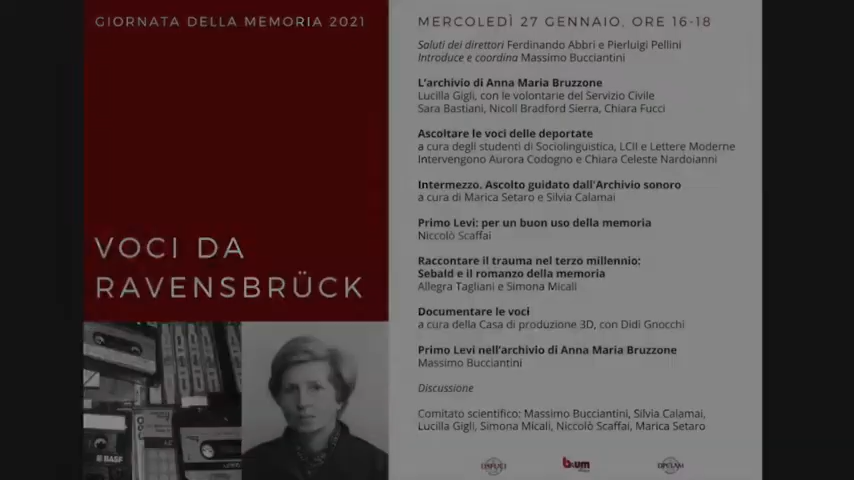 GIORNATA DELLA MEMORIA 2021
VOCI DA
RAVENSBRÜCK
BASF
MERCOLEDÌ 27 GENNAIO, ORE 16-18
Saluti dei direttori Ferdinando Abbri e Pierluigi Pellini
Introduce e coordina Massimo Bucciantini
L'archivio di Anna Maria Bruzzone
Lucilla Gigli, con le volontarie del Servizio Civile
Sara Bastiani, Nicoll Bradford Sierra, Chiara Fucci
Ascoltare le voci delle deportate
a cura degli studenti di Sociolinguistica, LCII e Lettere Moderne
Intervengono Aurora Codogno e Chiara Celeste Nardoianni
Intermezzo. Ascolto guidato dall'Archivio sonoro
a cura di Marica Setaro e Silvia Calamai
Primo Levi: per un buon uso della memoria
Niccolò Scaffai
Raccontare il trauma nel terzo millennio:
Sebald e il romanzo della memoria
Allegra Tagliani e Simona Micali
Documentare le voci
a cura della Casa di produzione 3D, con Didi Gnocchi
Primo Levi nell'archivio di Anna Maria Bruzzone
Massimo Bucciantini
Discussione
Comitato scientifico: Massimo Bucciantini, Silvia Calamai,
Lucilla Gigli, Simona Micali, Niccolò Scaffai, Marica Setaro